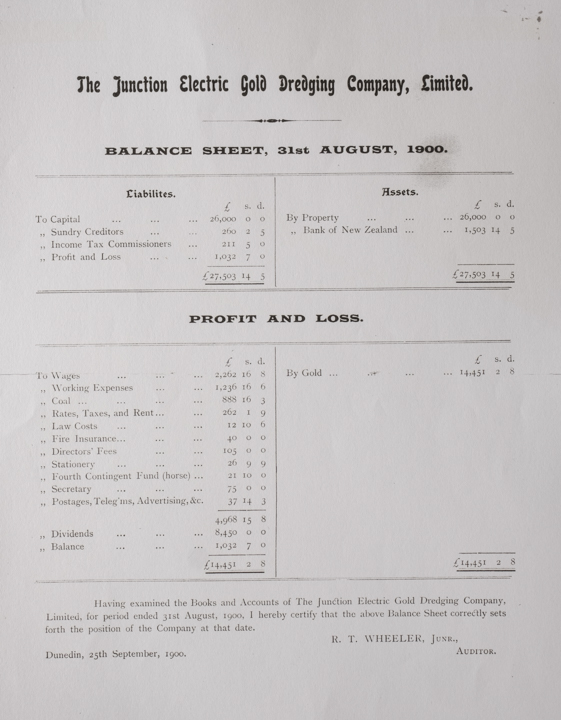 The Junction Electric Gold Dredging Company, Limited.
BALANCE SHEET, 31st AUGUST, 1900.
Liabilites.
£ s. d.
To Capital ... ... ... 26,000 0 0
„ Sundry Creditors ... ... 260 2 5
„ Income Tax Commissioners ... 211 5 0
„ Profit and Loss ... ... 1,032 7 0
£27,503 14 5
Assets.
£ s. d.
By Property ... ... ... 26,000 0 0
„ Bank of New Zealand ... ... 1,503 14 5
£27,503 14 5
PROFIT AND LOSS.
£ s. d.
To Wages ... ... ... 2,262 16 8
„ Working Expenses ... ... 1,236 16 6
„ Coal ... ... ... ... 888 16 3
„ Rates, Taxes, and Rent ... ... 262 1 9
„ Law Costs ... ... ... 12 10 6
„ Fire Insurance... ... ... 40 0 0
„ Directors' Fees ... ... 105 0 0
„ Stationery ... ... ... 26 9 9
„ Fourth Contingent Fund (horse) ... 21 10 0
„ Secretary ... ... ... 75 0 0
„ Postages, Teleg'ms, Advertising, &c. 37 14 3
4,968 15 8
„ Dividends ... ... ... 8,450 0 0
„ Balance ... ... ... 1,032 7 0
£14,451 2 8
£ s. d.
By Gold ... ... ... ... 14,451 2 8
£14,451 2 8
Having examined the Books and Accounts of The Junction Electric Gold Dredging Company,
Limited, for period ended 31st August, 1900, I hereby certify that the above Balance Sheet correctly sets
forth the position of the Company at that date.
R. T. WHEELER, JUNR.,
AUDITOR.
Dunedin, 25th September, 1900.